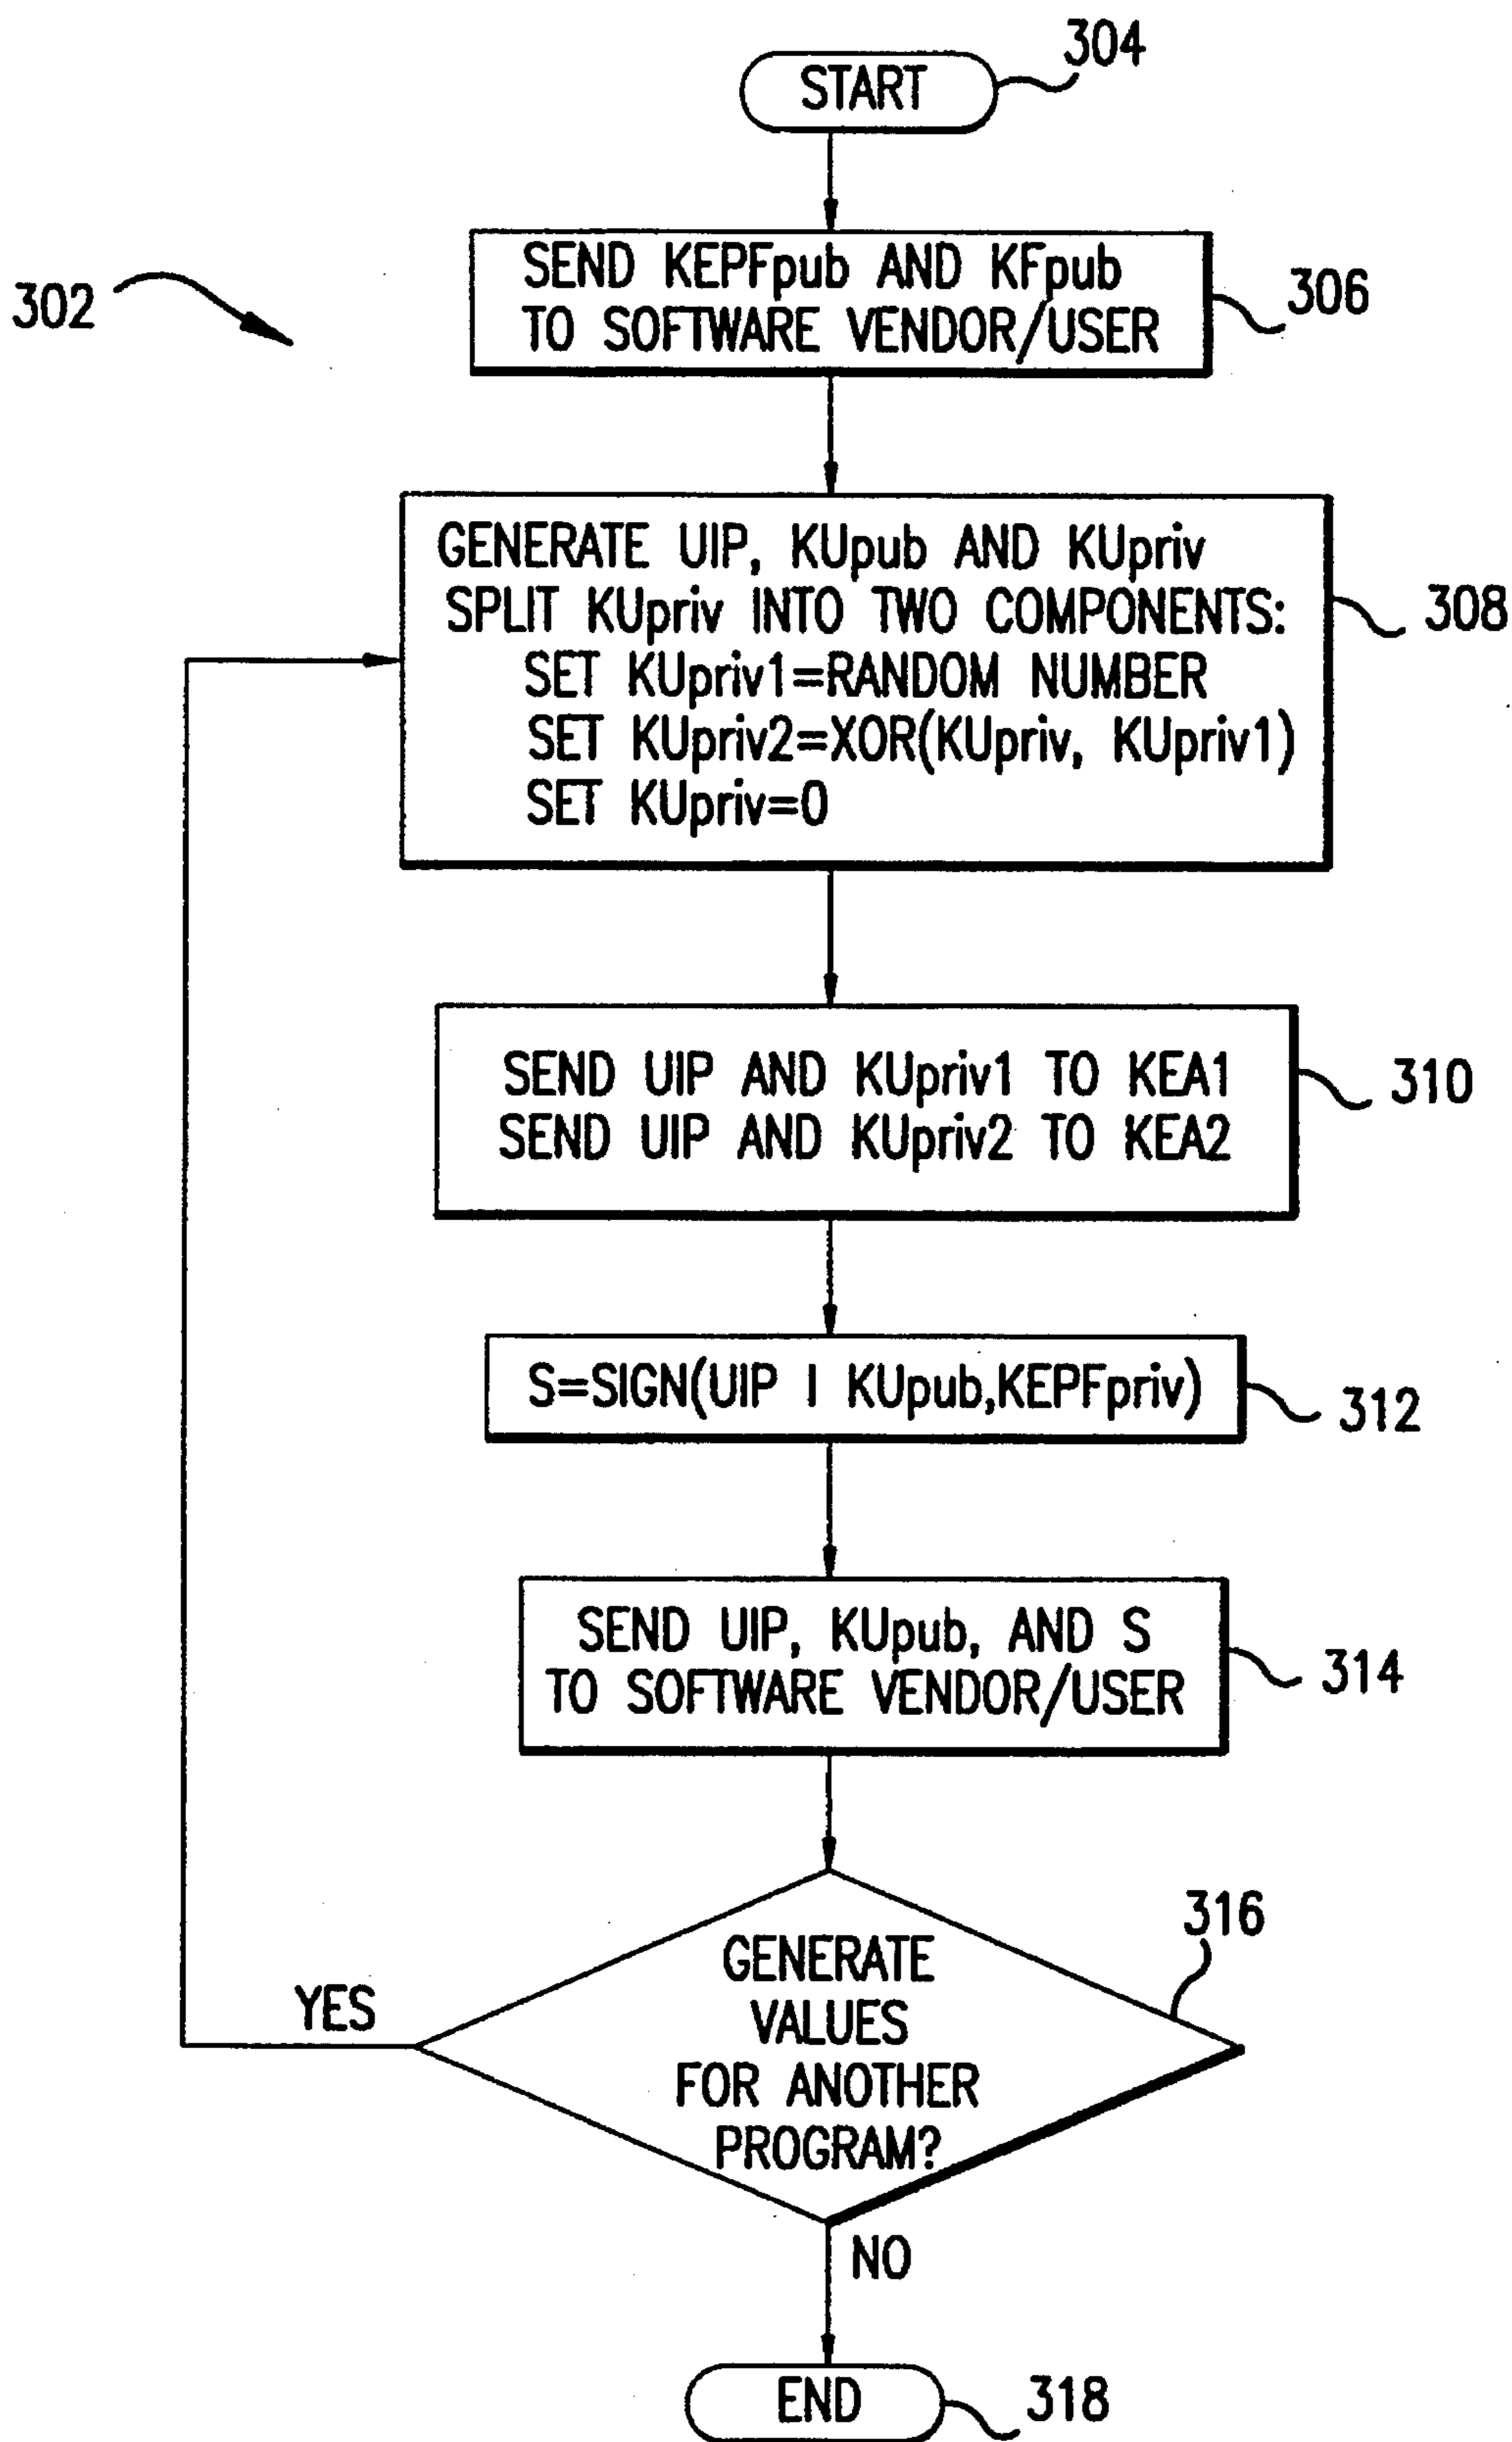 304
START
302
SEND KEPFpub AND KFpub
TO SOFTWARE VENDOR/USER
306
GENERATE UIP, KUpub AND KUpriv
SPLIT KUpriv INTO TWO COMPONENTS:
SET KUpriv1=RANDOM NUMBER
SET KUpriv2=XOR(KUpriv, KUpriv1)
SET KUpriv=0
308
SEND UIP AND KUpriv1 TO KEA1
SEND UIP AND KUpriv2 TO KEA2
310
S=SIGN(UIP | KUpub,KEPFpriv)
312
SEND UIP, KUpub, AND S
TO SOFTWARE VENDOR/USER
314
316
GENERATE
VALUES
FOR ANOTHER
PROGRAM?
YES
NO
END
318